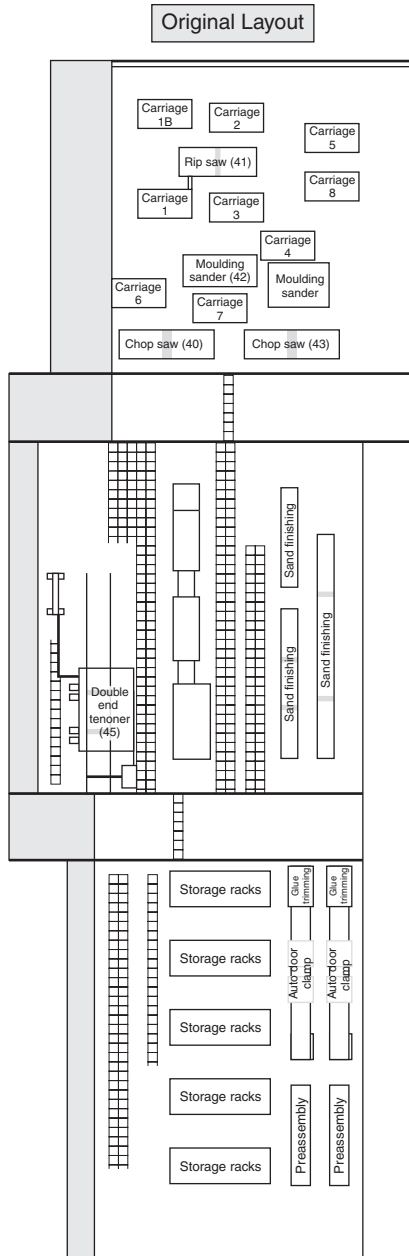 Original Layout
Carriage
1B
Carriage
2
Carriage
5
Rip saw (41)
Carriage
8
Carriage
1
Carriage
3
Carriage
4
Moulding
sander (42)
Moulding
sander
Carriage
6
Carriage
7
Chop saw (40)
Chop saw (43)
Sand finishing
Sand finishing
Sand finishing
Double
end
tenoner
(45)
Storage racks
Glue
trimming
Glue
trimming
Storage racks
Auto door
clamp
Auto door
clamp
Storage racks
Storage racks
Preassembly
Preassembly
Storage racks